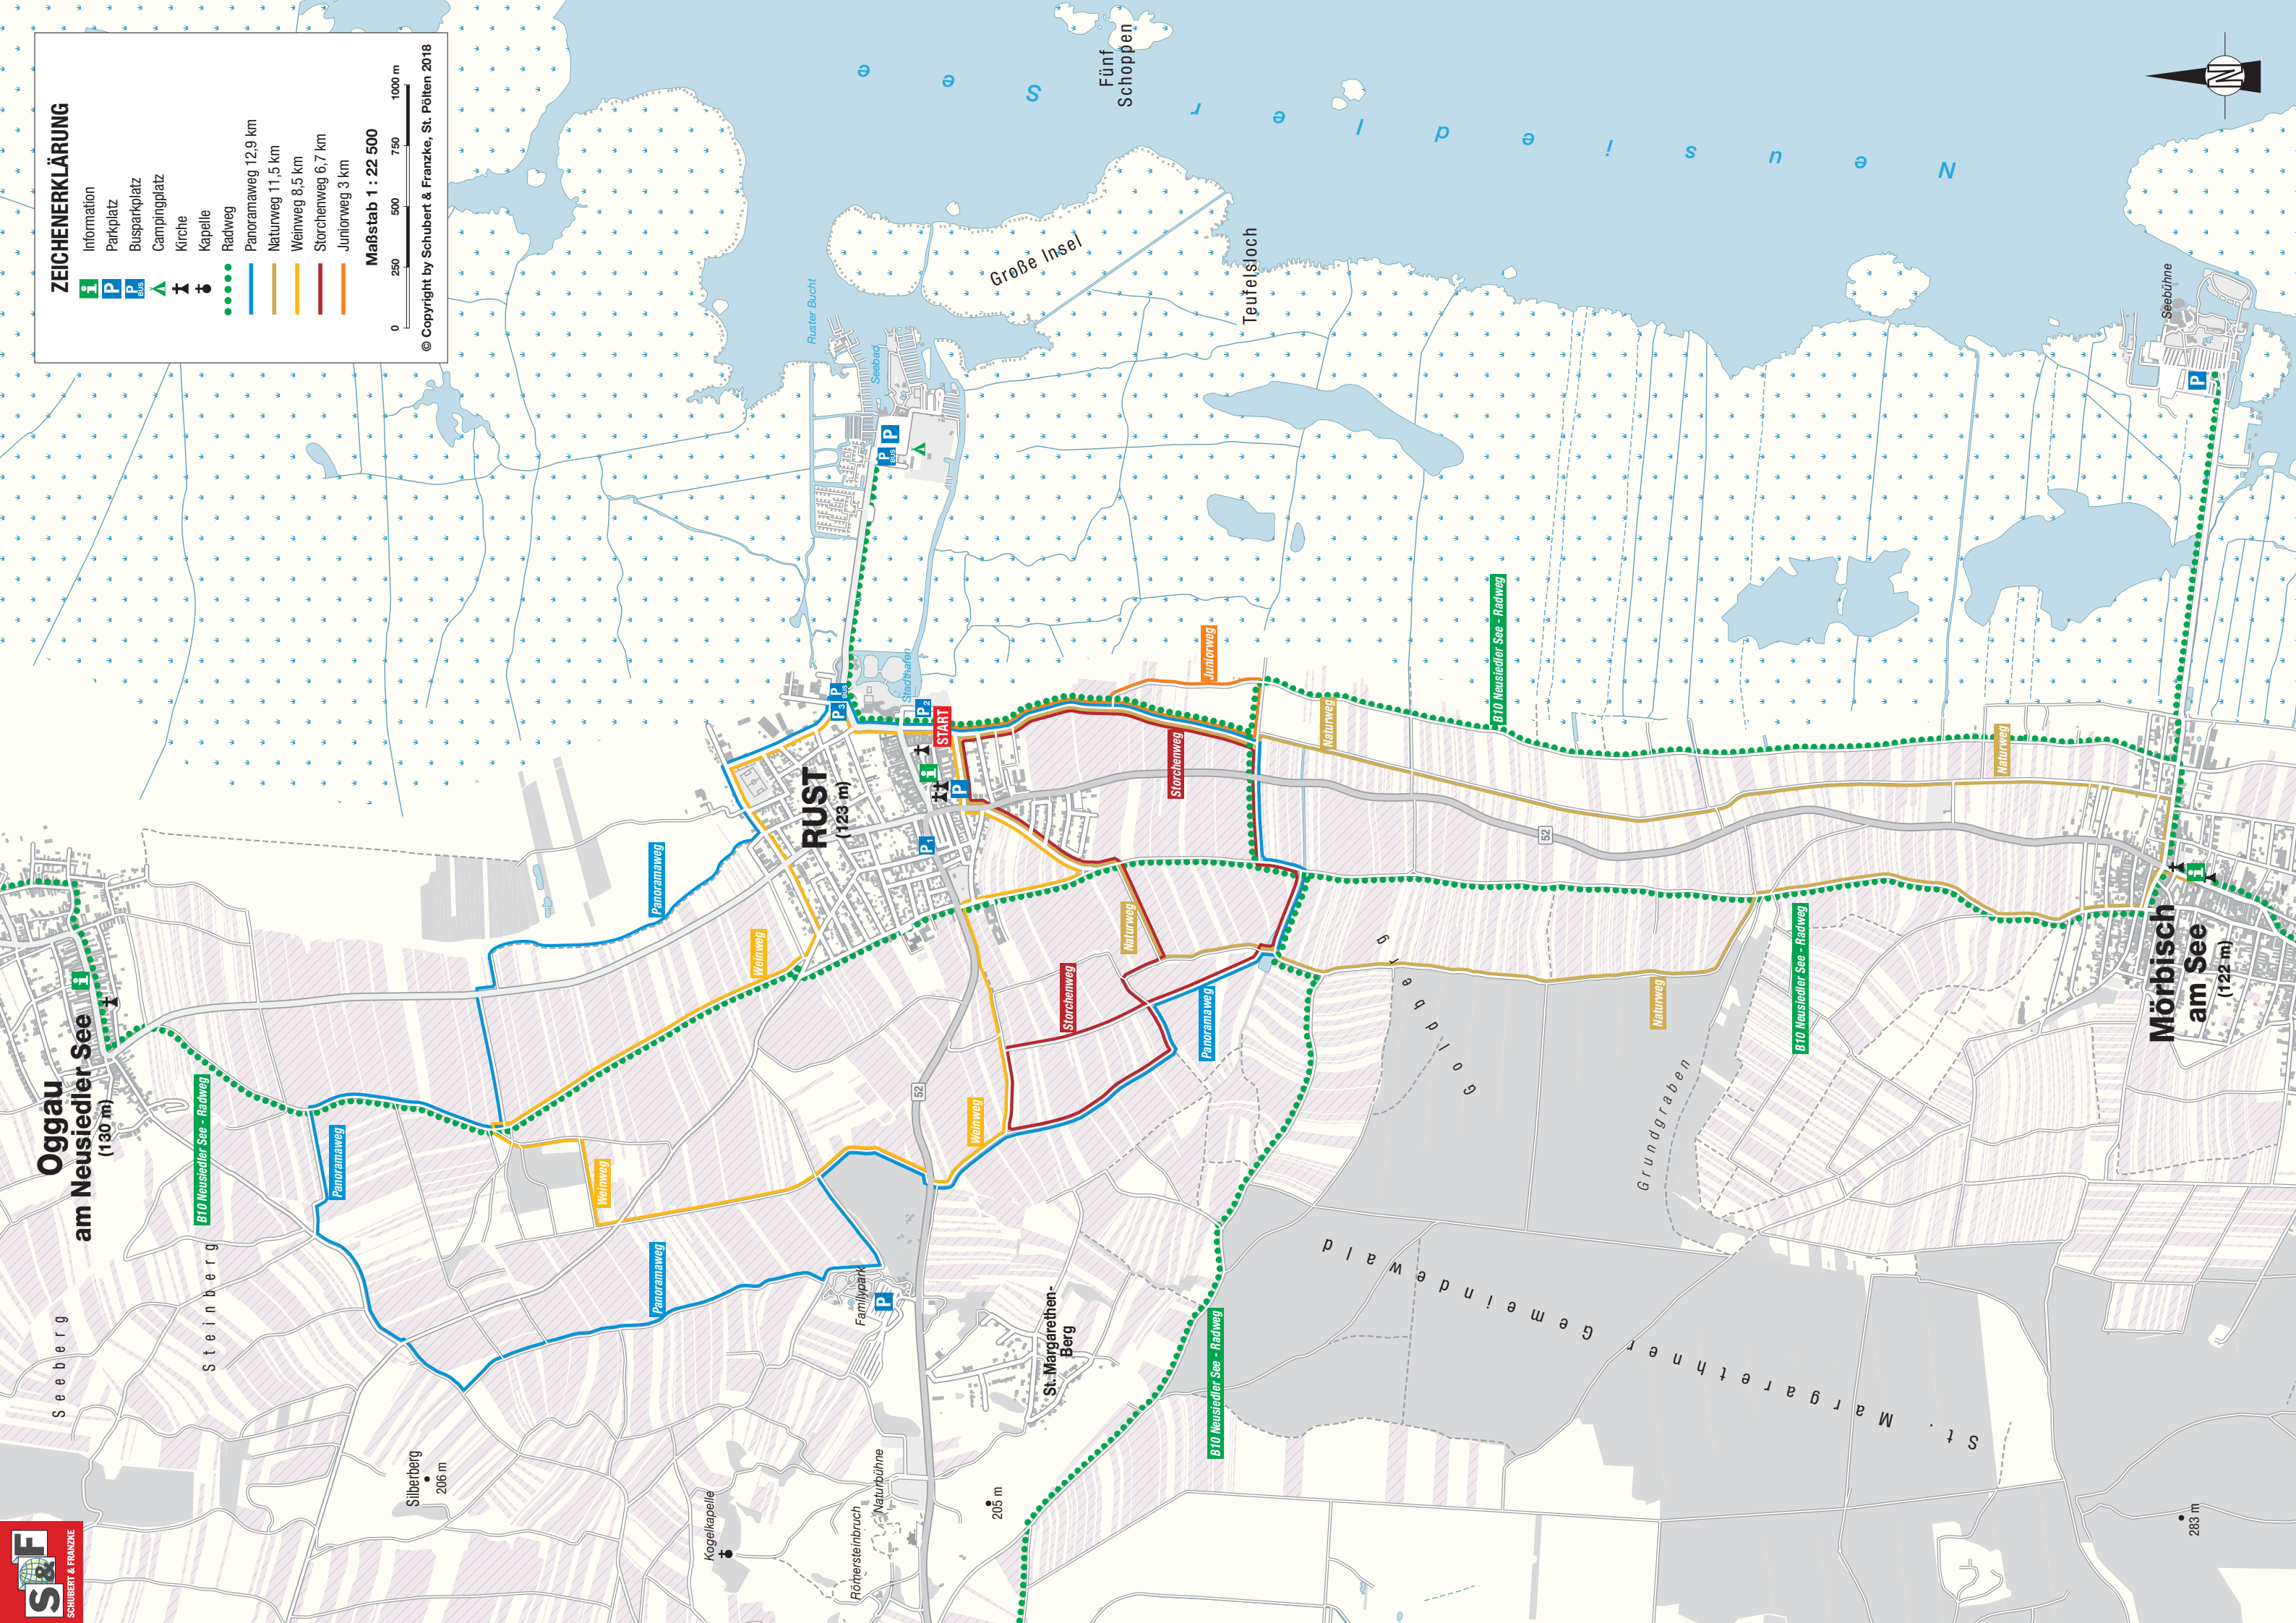 ZEICHENERKLÄRUNG
Information
Parkplatz
Busparkplatz
Campingplatz
Kirche
Kapelle
Radweg
Panoramaweg 12,9 km
Naturweg 11,5 km
Weinweg 8,5 km
Storchenweg 6,7 km
Juniorweg 3 km
Maßstab 1 : 22 500
0 250 500 750 1000 m
© Copyright by Schubert & Franzke, St. Pölten 2018
i
P
P
BUS
N
S&F
SCHUBERT & FRANZKE
Oggau
am Neusiedler See
(130 m)
i
Seeberg
Steinberg
B10 Neusiedler See - Radweg
Panoramaweg
Panoramaweg
Panoramaweg
Weinweg
Weinweg
Silberberg
206 m
Kogelkapelle
Römersteinbruch
Naturbühne
Familypark
P
205 m
St. Margarethen-
Berg
52
Weinweg
RUST
(123 m)
P1
P2
P3
P
BUS
P
i
START
Stadthafen
Ruster Bucht
Seebad
P
BUS
P
Große Insel
Teufelsloch
Fünf
Schoppen
Neusiedler See
Storchenweg
Storchenweg
Naturweg
Juniorweg
Panoramaweg
Naturweg
B10 Neusiedler See - Radweg
B10 Neusiedler See - Radweg
Goldberg
52
Naturweg
Grundgraben
B10 Neusiedler See - Radweg
St. Margarethner Gemeindewald
Naturweg
Mörbisch
am See
(122 m)
i
Seebühne
P
283 m